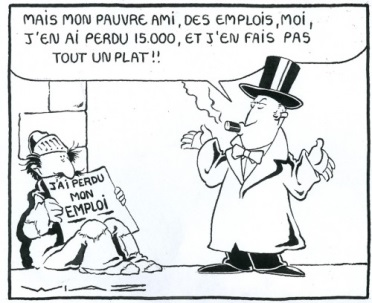 MAIS MON PAUVRE AMI, DES EMPLOIS, MOI,
J'EN AI PERDU 15.000, ET J'EN FAIS PAS
TOUT UN PLAT !!
J'AI PERDU
MON
EMPLOI
WIAZ